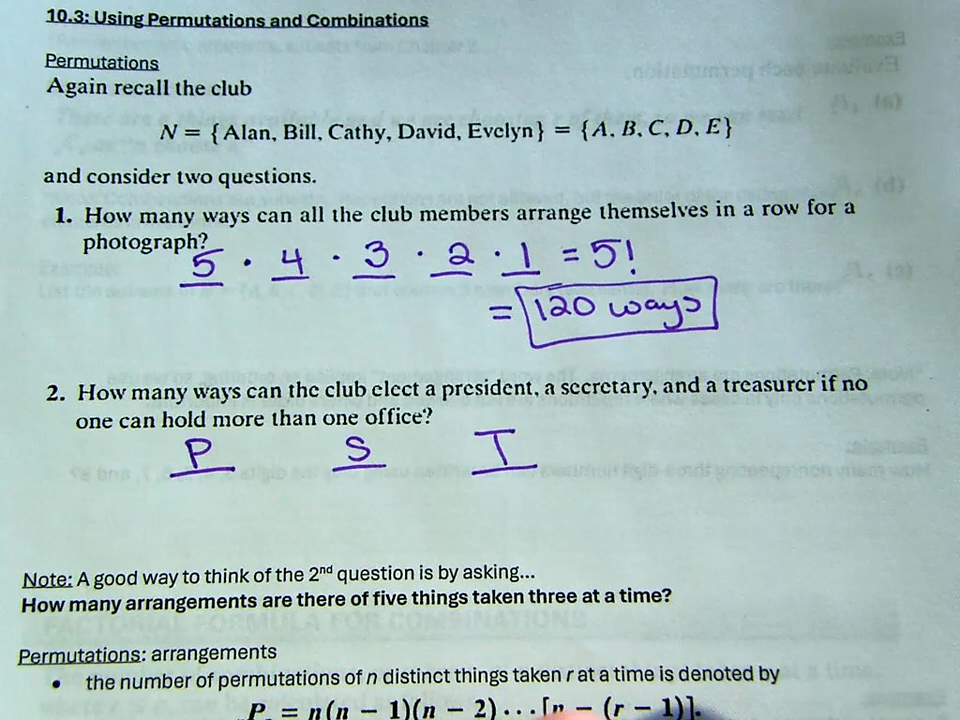 10.3: Using Permutations and Combinations
Permutations
Again recall the club
N = {Alan, Bill, Cathy, David, Evelyn} = {A, B, C, D, E}
and consider two questions.
1. How many ways can all the club members arrange themselves in a row for a
photograph?
5 · 4 · 3 · 2 · 1 = 5!
= 120 ways
2. How many ways can the club elect a president, a secretary, and a treasurer if no
one can hold more than one office?
P S T
Note: A good way to think of the 2nd question is by asking...
How many arrangements are there of five things taken three at a time?
Permutations: arrangements
• the number of permutations of n distinct things taken r at a time is denoted by
= n(n − 1)(n − 2)...[n − (r − 1)].